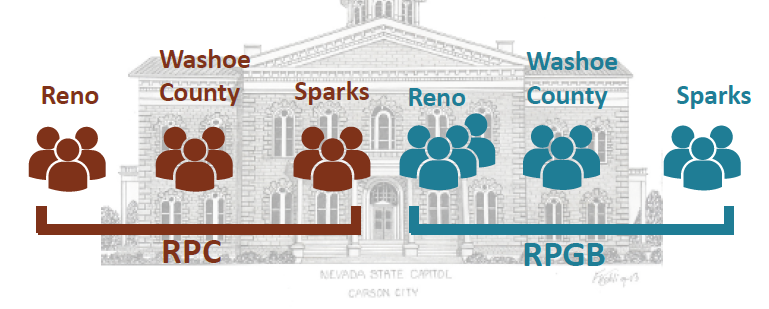 Reno
Washoe
County
Sparks
Reno
Washoe
County
Sparks
RPC
RPGB
NEVADA STATE CAPITOL
CARSON CITY